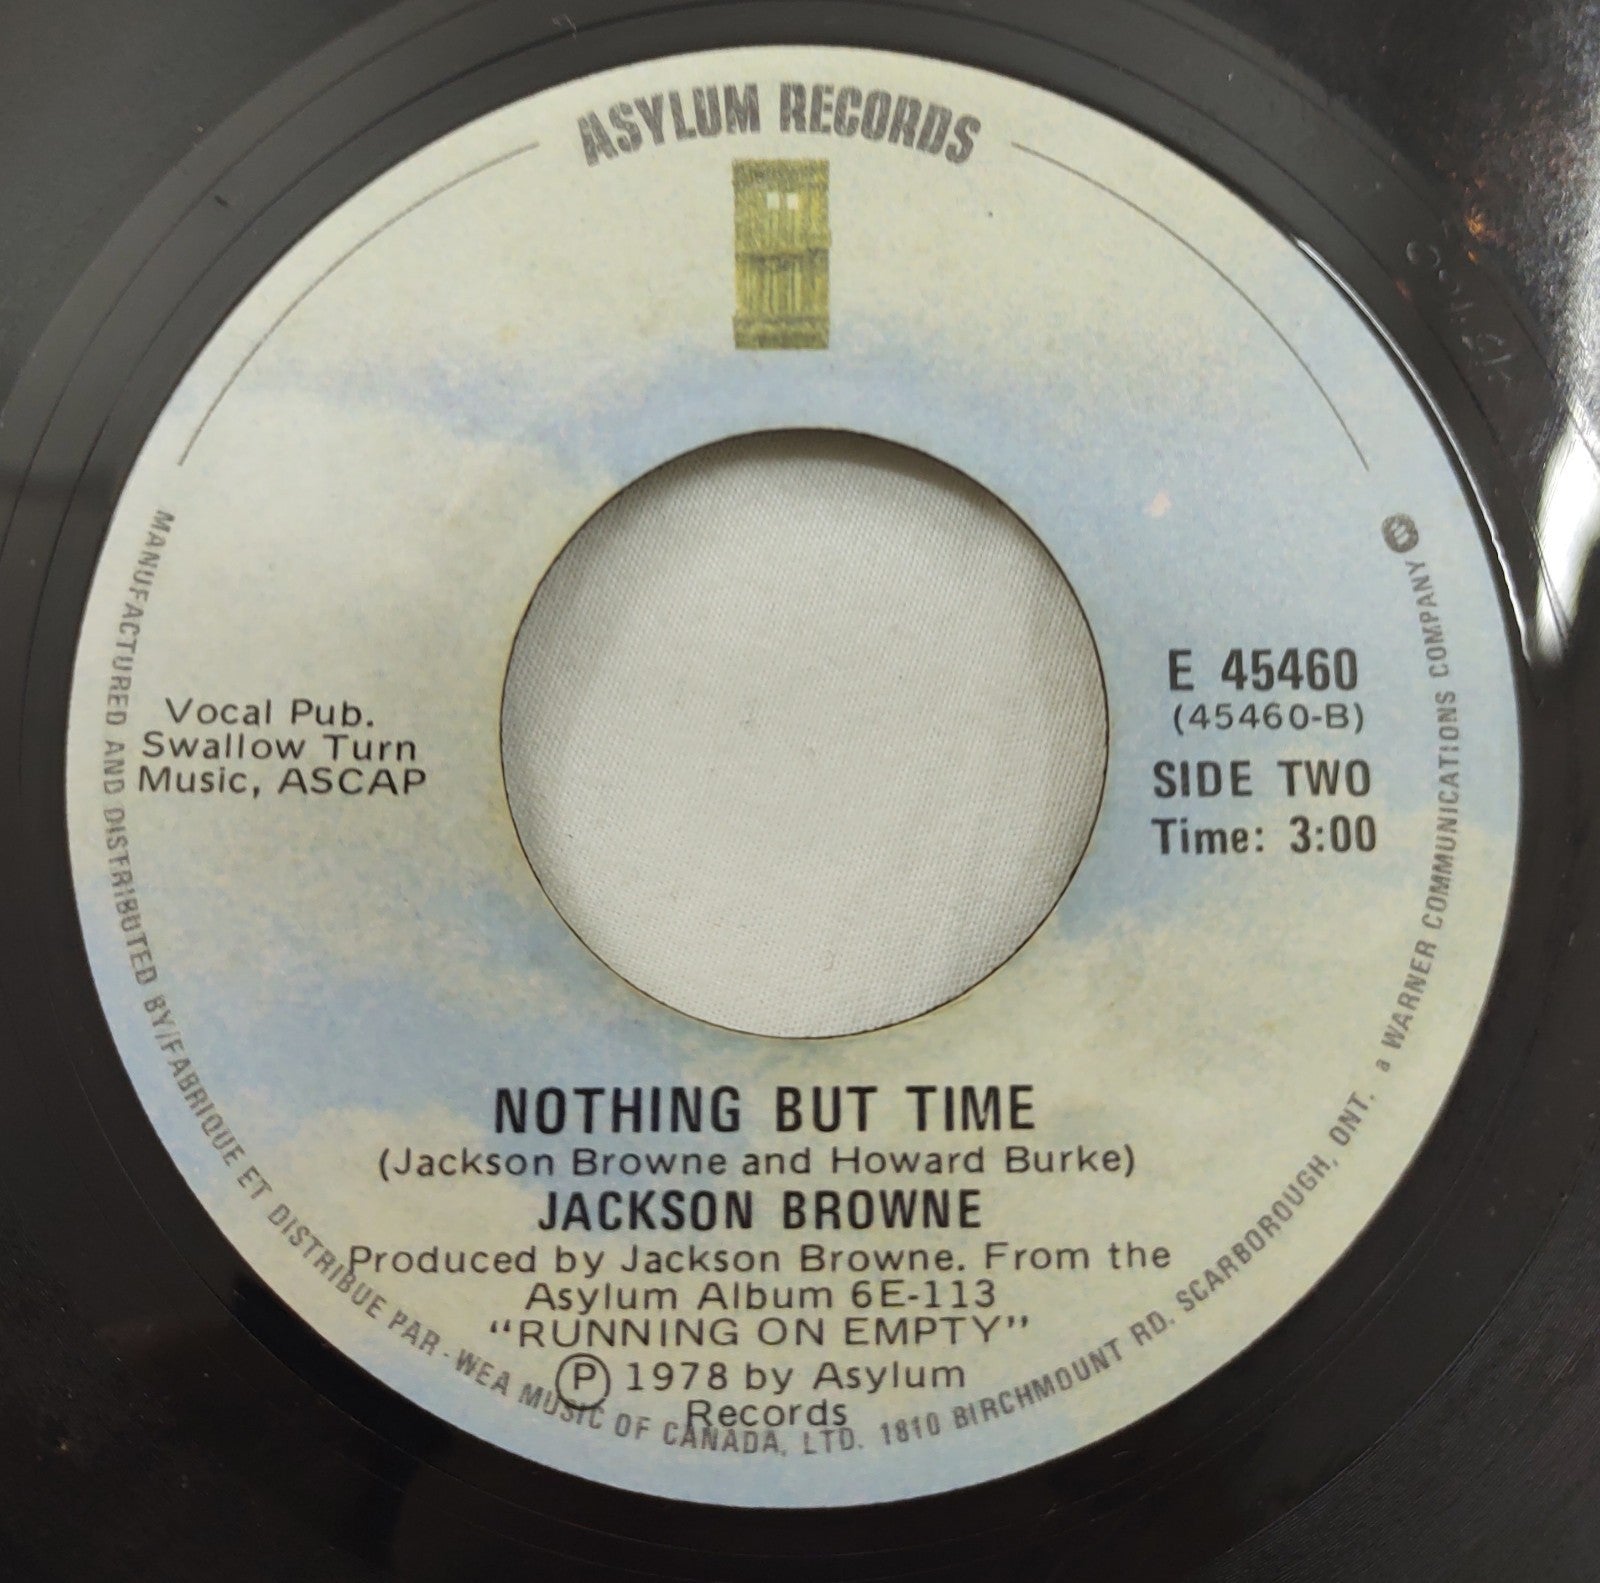 ASYLUM RECORDS
Vocal Pub.
Swallow Turn
Music, ASCAP
E 45460
(45460-B)
SIDE TWO
Time: 3:00
NOTHING BUT TIME
(Jackson Browne and Howard Burke)
JACKSON BROWNE
Produced by Jackson Browne. From the
Asylum Album 6E-113
"RUNNING ON EMPTY"
Ⓟ 1978 by Asylum
Records
MANUFACTURED AND DISTRIBUTED BY/FABRIQUE ET DISTRIBUE PAR - WEA MUSIC OF CANADA, LTD. 1810 BIRCHMOUNT RD. SCARBOROUGH, ONT. a WARNER COMMUNICATIONS COMPANY